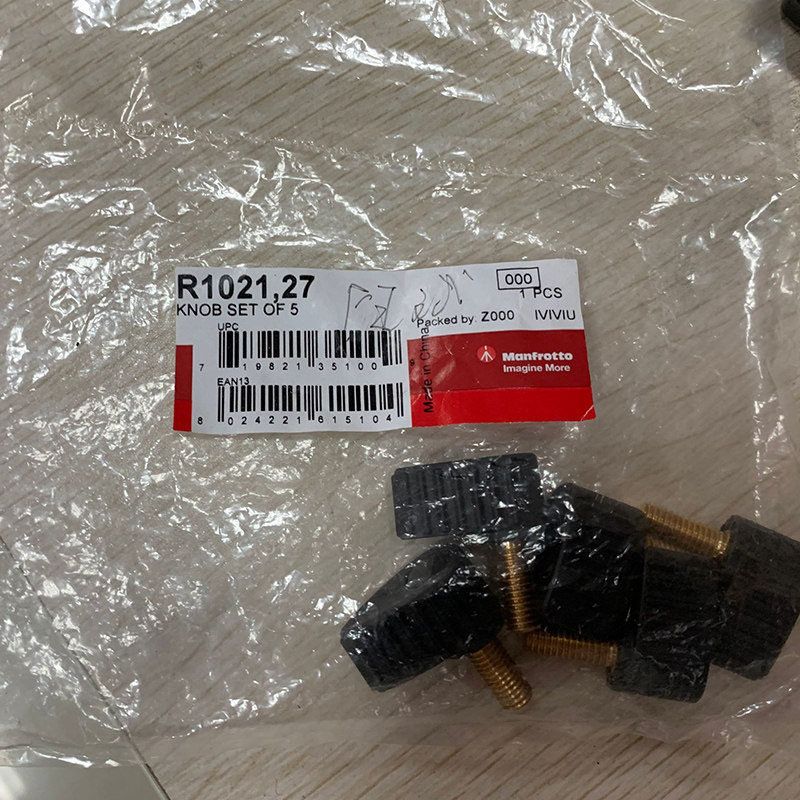 R1021,27
KNOB SET OF 5
000
1 PCS
Packed by: Z000 IVIVIU
UPC
7 19821 35100 9
EAN13
8 024221 615104
Made in China
Manfrotto
Imagine More